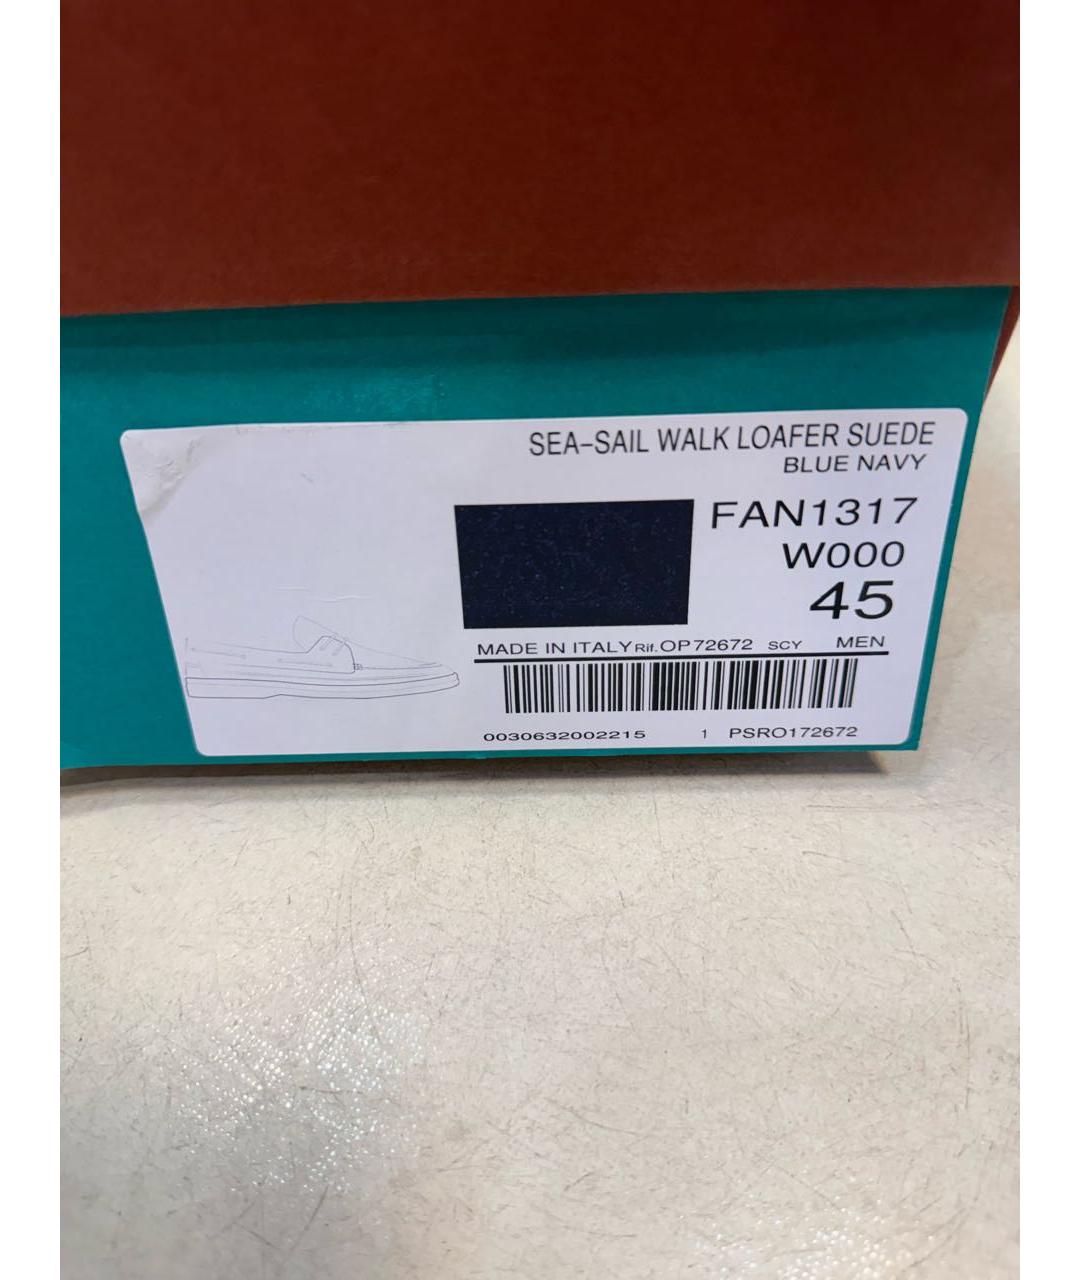 SEA-SAIL WALK LOAFER SUEDE
BLUE NAVY
FAN1317
W000
45
MADE IN ITALY Rif. OP72672 SCY MEN
0030632002215 1 PSRO172672